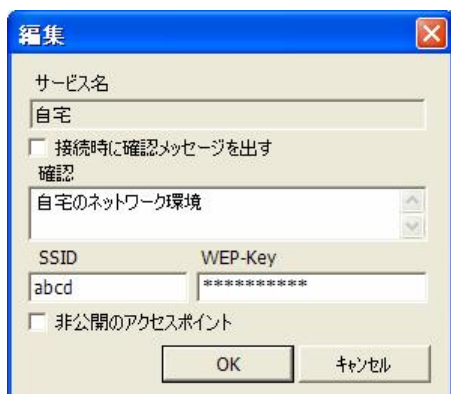 編集
サービス名
自宅
接続時に確認メッセージを出す
確認
自宅のネットワーク環境
SSID WEP-Key
abcd **********
非公開のアクセスポイント
OK キャンセル